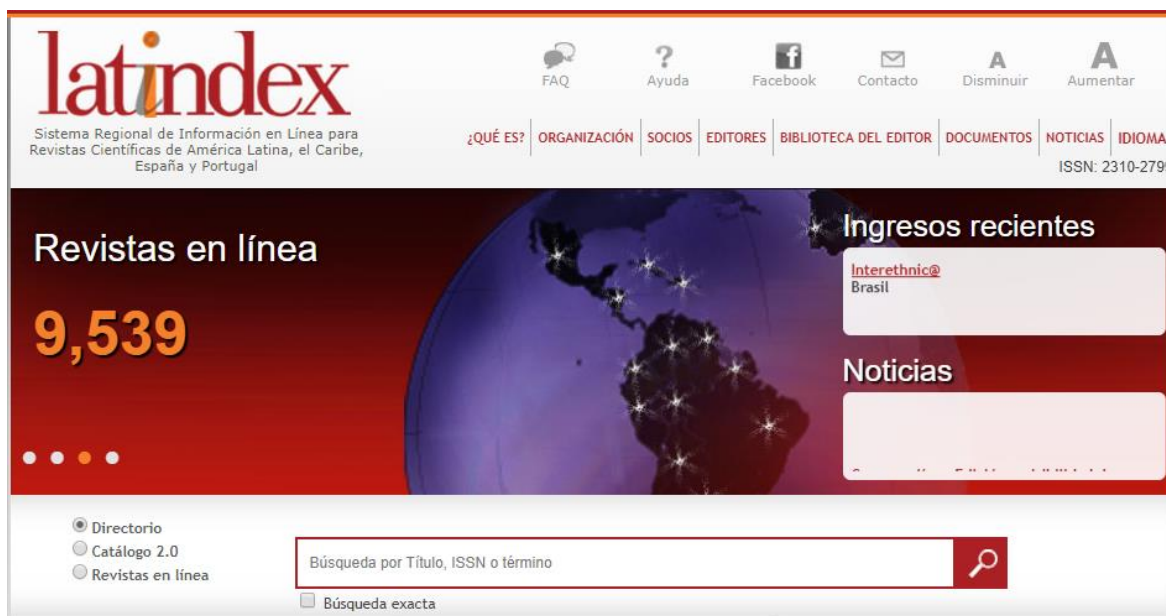 latindex
Sistema Regional de Información en Línea para
Revistas Científicas de América Latina, el Caribe,
España y Portugal
FAQ
Ayuda
Facebook
Contacto
A
Disminuir
A
Aumentar
¿QUÉ ES? ORGANIZACIÓN SOCIOS EDITORES BIBLIOTECA DEL EDITOR DOCUMENTOS NOTICIAS IDIOMA
ISSN: 2310-279
Revistas en línea
9,539
Ingresos recientes
Interethnic@
Brasil
Noticias
Directorio
Catálogo 2.0
Revistas en línea
Búsqueda por Título, ISSN o término
Búsqueda exacta